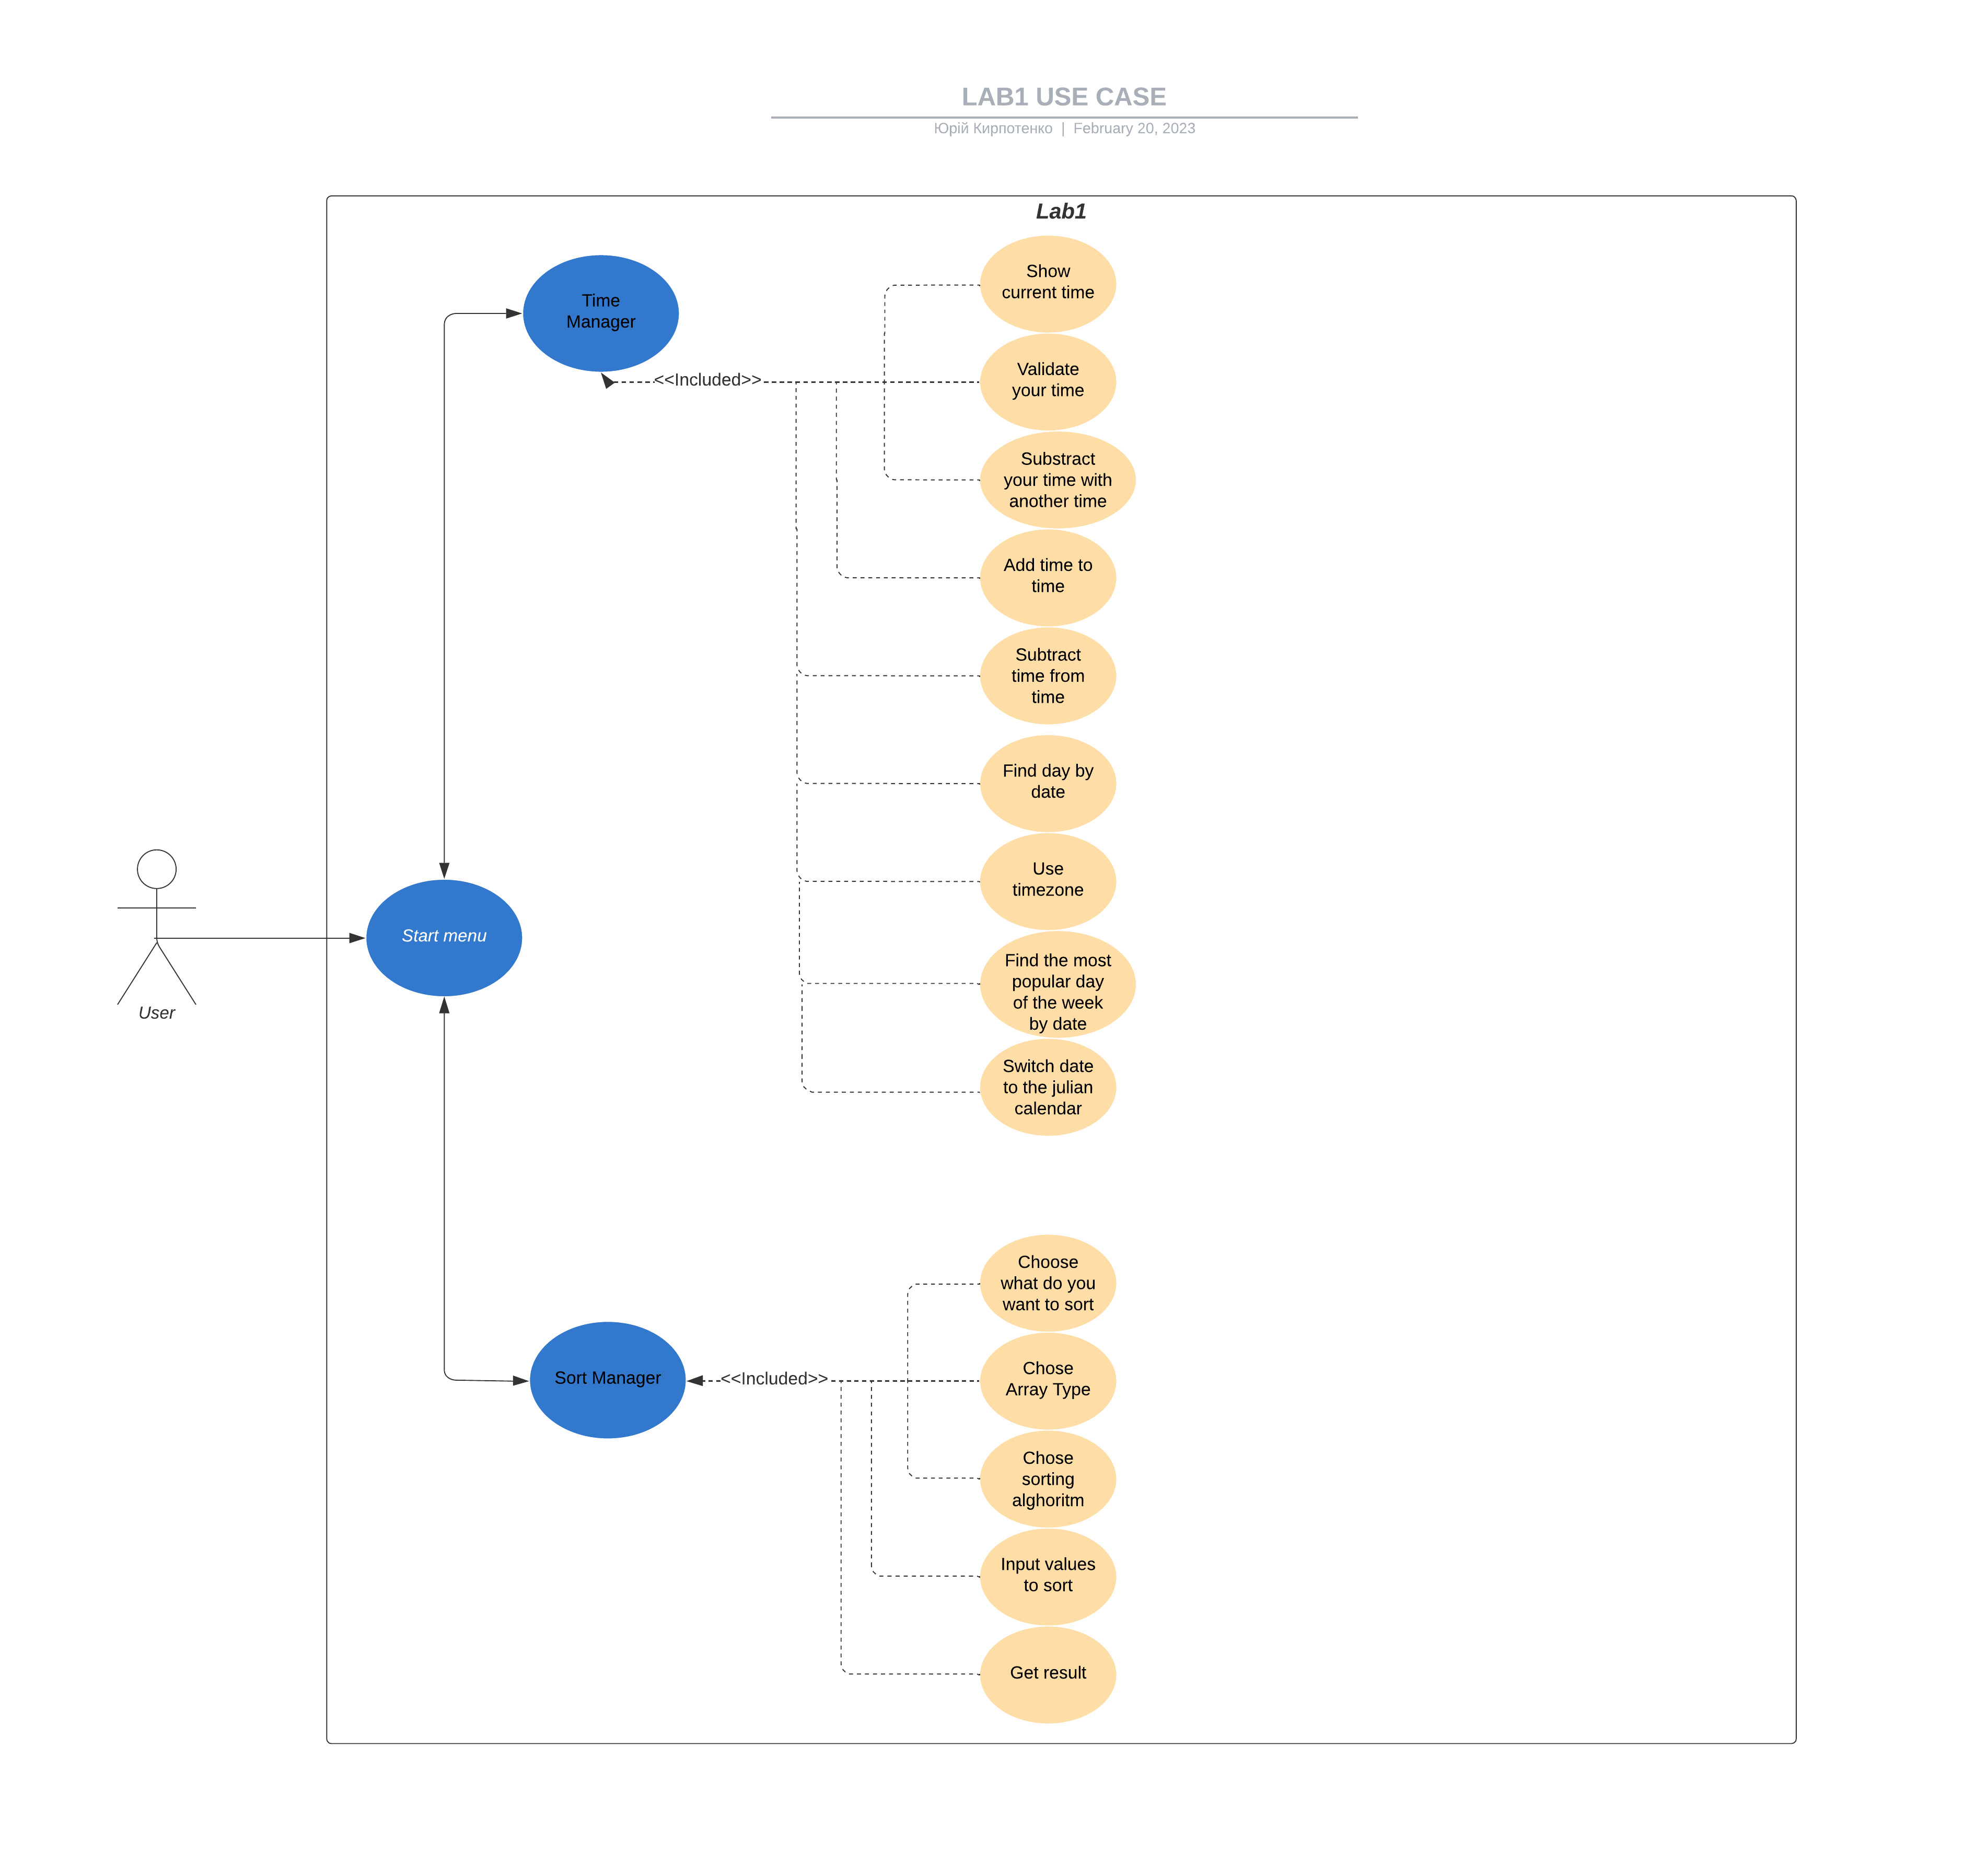 LAB1 USE CASE
Юрій Кирпотенко | February 20, 2023
Lab1
Time
Manager
<<Included>>
Show
current time
Validate
your time
Substract
your time with
another time
Add time to
time
Subtract
time from
time
Find day by
date
Use
timezone
Find the most
popular day
of the week
by date
Switch date
to the julian
calendar
Start menu
User
Sort Manager
<<Included>>
Choose
what do you
want to sort
Chose
Array Type
Chose
sorting
alghoritm
Input values
to sort
Get result